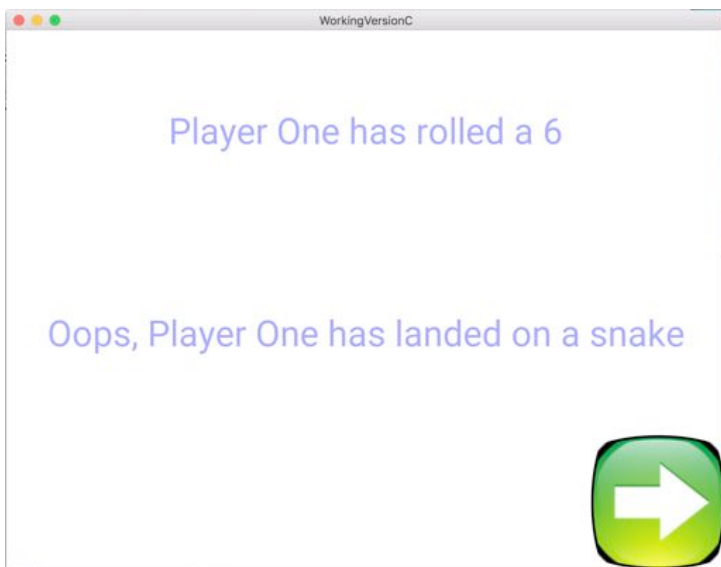 WorkingVersionC
Player One has rolled a 6
Oops, Player One has landed on a snake